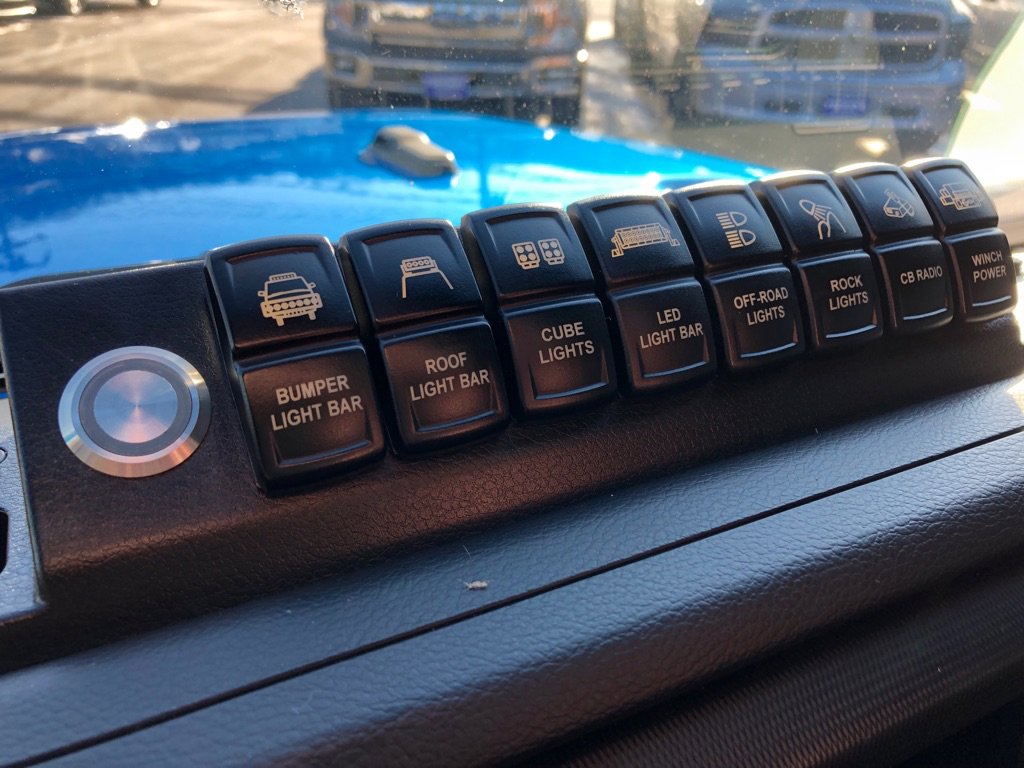 BUMPER
LIGHT BAR
ROOF
LIGHT BAR
CUBE
LIGHTS
LED
LIGHT BAR
OFF-ROAD
LIGHTS
ROCK
LIGHTS
CB RADIO
WINCH
POWER